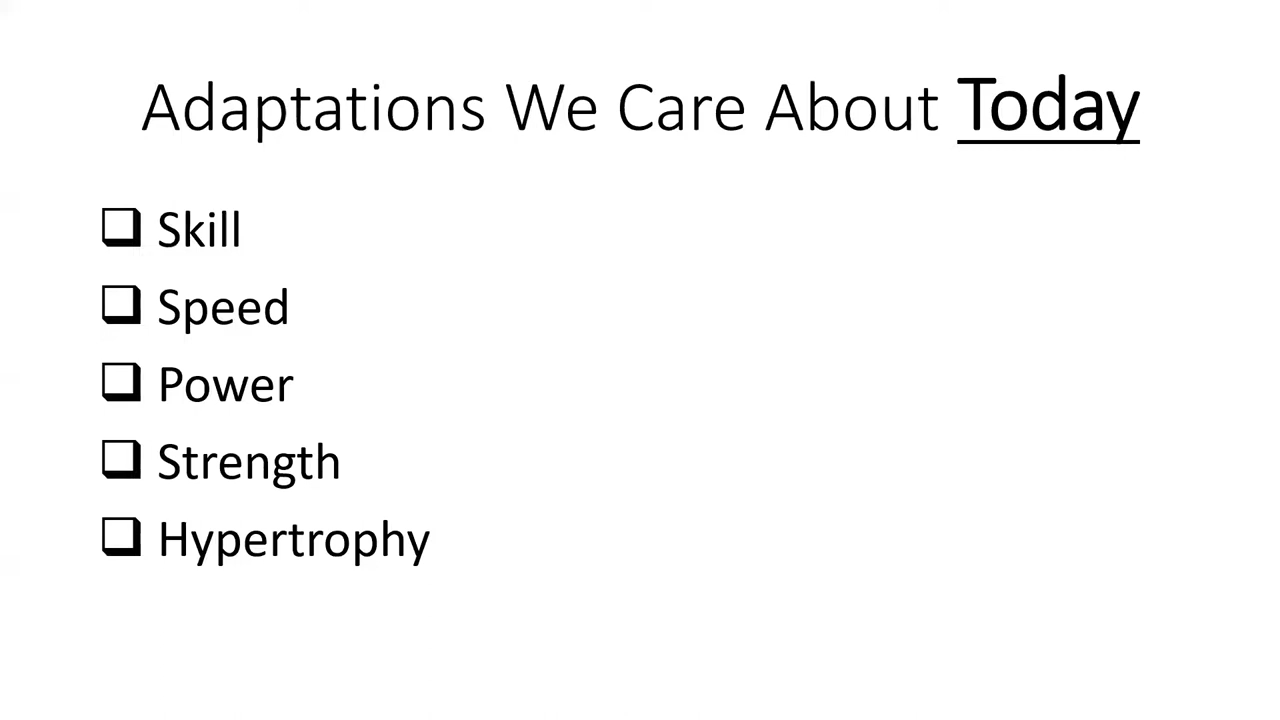 Adaptations We Care About Today
Skill
Speed
Power
Strength
Hypertrophy